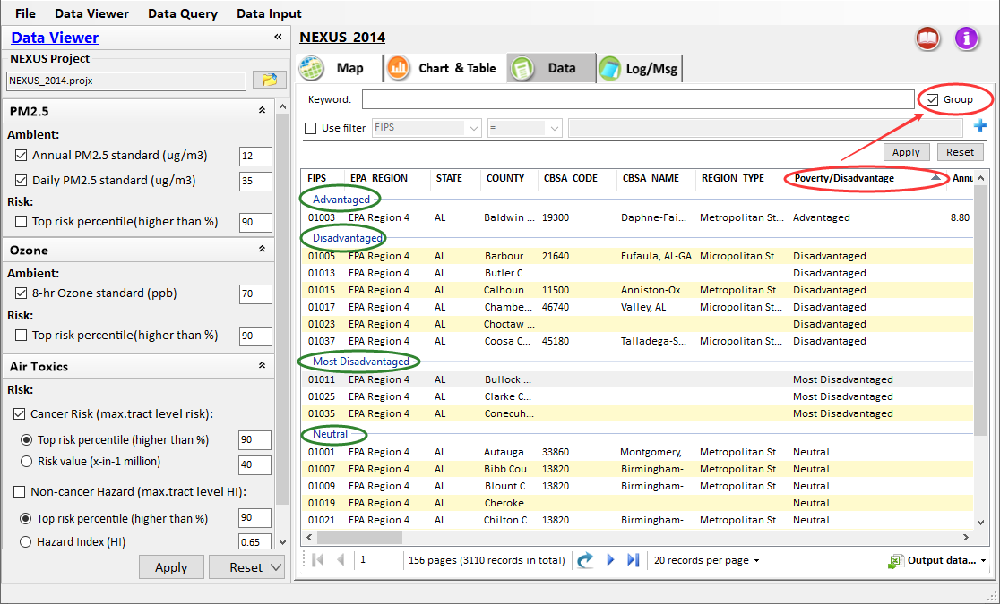 File Data Viewer Data Query Data Input
Data Viewer «
NEXUS Project
NEXUS_2014.projx
PM2.5
Ambient:
Annual PM2.5 standard (ug/m3) 12
Daily PM2.5 standard (ug/m3) 35
Risk:
Top risk percentile(higher than %) 90
Ozone
Ambient:
8-hr Ozone standard (ppb) 70
Risk:
Top risk percentile(higher than %) 90
Air Toxics
Risk:
Cancer Risk (max.tract level risk):
Top risk percentile (higher than %) 90
Risk value (x-in-1 million) 40
Non-cancer Hazard (max.tract level HI):
Top risk percentile (higher than %) 90
Hazard Index (HI) 0.65
Apply Reset
NEXUS_2014
Map Chart & Table Data Log/Msg
Keyword: Group
Use filter FIPS =
Apply Reset
FIPS EPA_REGION STATE COUNTY CBSA_CODE CBSA_NAME REGION_TYPE Poverty/Disadvantage Annu
Advantaged
01003 EPA Region 4 AL Baldwin ... 19300 Daphne-Fai... Metropolitan St... Advantaged 8.80
Disadvantaged
01005 EPA Region 4 AL Barbour ... 21640 Eufaula, AL-GA Micropolitan St... Disadvantaged
01013 EPA Region 4 AL Butler C... Disadvantaged
01015 EPA Region 4 AL Calhoun ... 11500 Anniston-Ox... Metropolitan St... Disadvantaged
01017 EPA Region 4 AL Chambe... 46740 Valley, AL Micropolitan St... Disadvantaged
01023 EPA Region 4 AL Choctaw ... Disadvantaged
01037 EPA Region 4 AL Coosa C... 45180 Talladega-S... Micropolitan St... Disadvantaged
Most Disadvantaged
01011 EPA Region 4 AL Bullock ... Most Disadvantaged
01025 EPA Region 4 AL Clarke C... Most Disadvantaged
01035 EPA Region 4 AL Conecuh... Most Disadvantaged
Neutral
01001 EPA Region 4 AL Autauga ... 33860 Montgomery, ... Metropolitan St... Neutral
01007 EPA Region 4 AL Bibb Cou... 13820 Birmingham-... Metropolitan St... Neutral
01009 EPA Region 4 AL Blount C... 13820 Birmingham-... Metropolitan St... Neutral
01019 EPA Region 4 AL Cheroke... Neutral
01021 EPA Region 4 AL Chilton C... 13820 Birmingham-... Metropolitan St... Neutral
1 156 pages (3110 records in total) 20 records per page Output data...